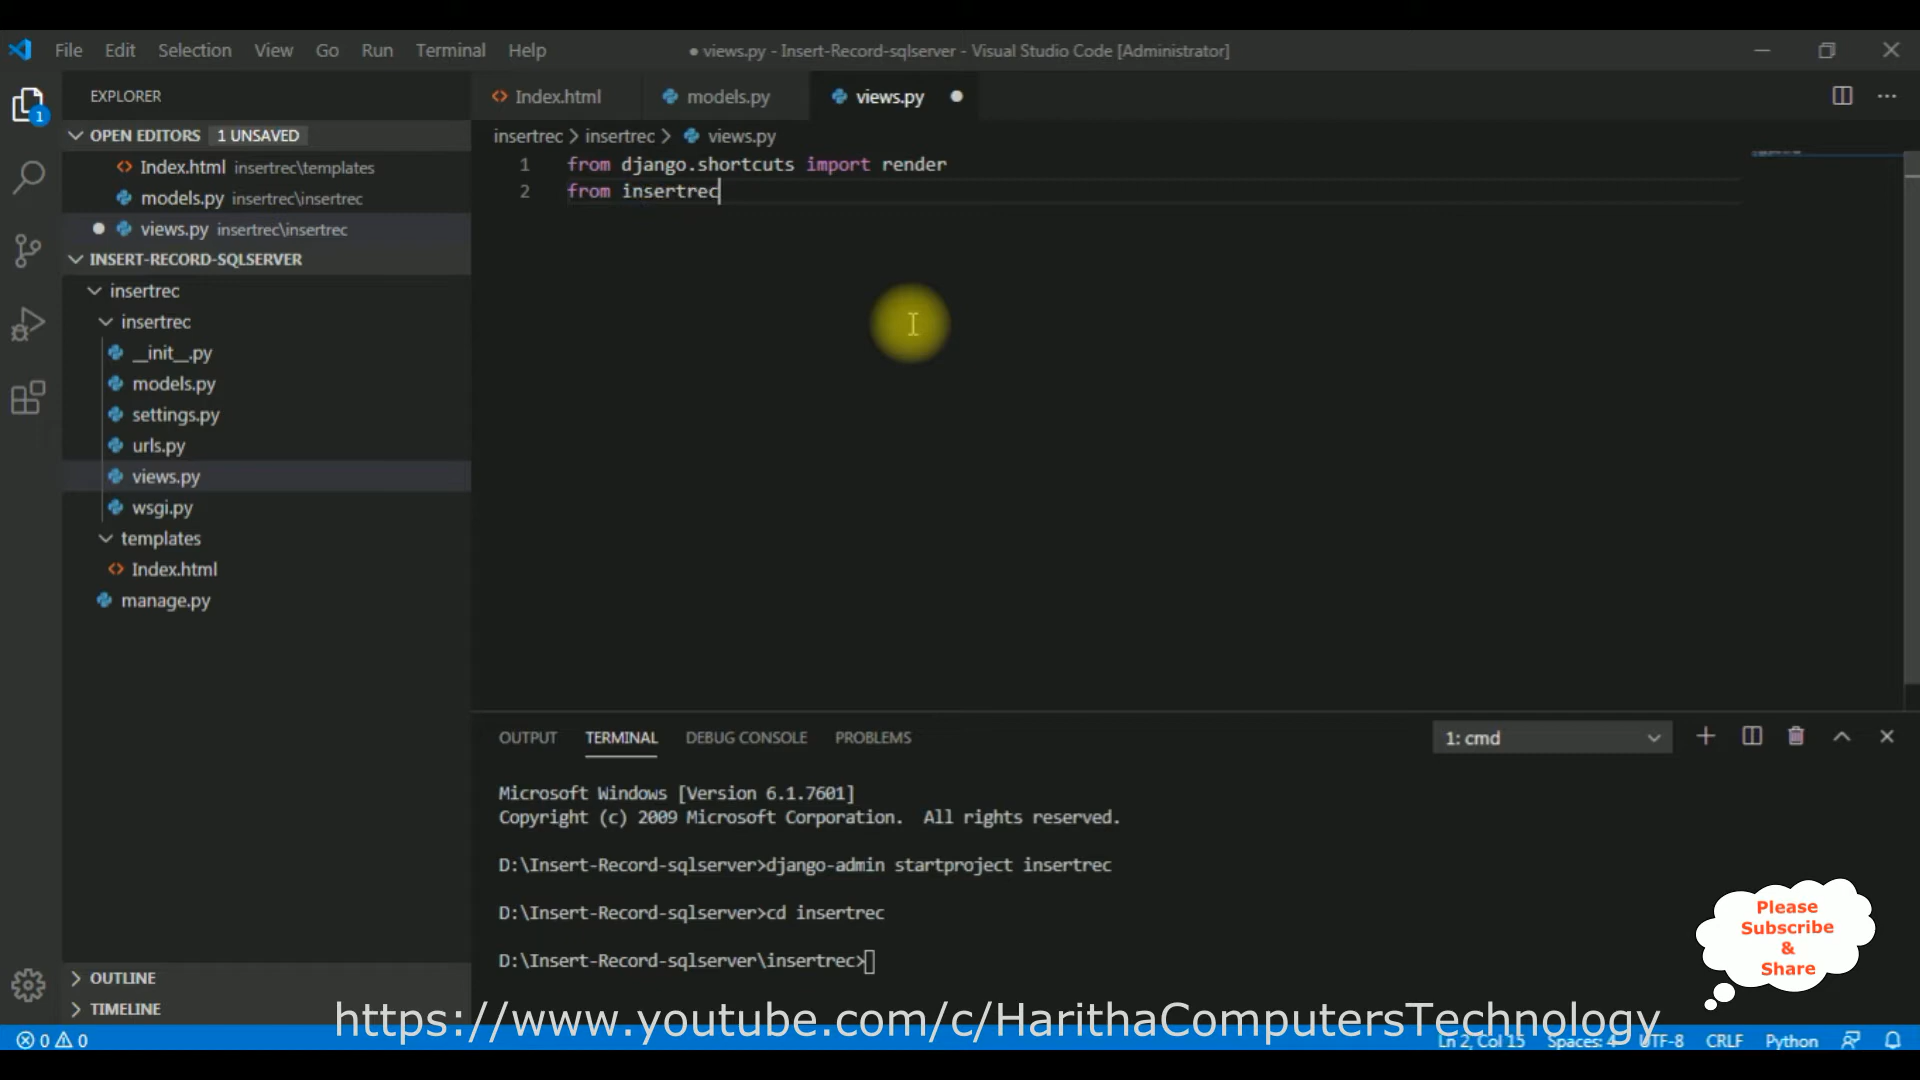 File Edit Selection View Go Run Terminal Help
● views.py - Insert-Record-sqlserver - Visual Studio Code [Administrator]
1
EXPLORER
OPEN EDITORS 1 UNSAVED
Index.html insertrec\templates
models.py insertrec\insertrec
views.py insertrec\insertrec
INSERT-RECORD-SQLSERVER
insertrec
insertrec
__init__.py
models.py
settings.py
urls.py
views.py
wsgi.py
templates
Index.html
manage.py
OUTLINE
TIMELINE
Index.html models.py views.py
insertrec > insertrec > views.py
1 from django.shortcuts import render
2 from insertrec
OUTPUT TERMINAL DEBUG CONSOLE PROBLEMS
1: cmd
Microsoft Windows [Version 6.1.7601]
Copyright (c) 2009 Microsoft Corporation. All rights reserved.
D:\Insert-Record-sqlserver>django-admin startproject insertrec
D:\Insert-Record-sqlserver>cd insertrec
D:\Insert-Record-sqlserver\insertrec>
Please
Subscribe
&
Share
https://www.youtube.com/c/HarithaComputersTechnology
0 0 Ln 2, Col 15 Spaces: 4 UTF-8 CRLF Python